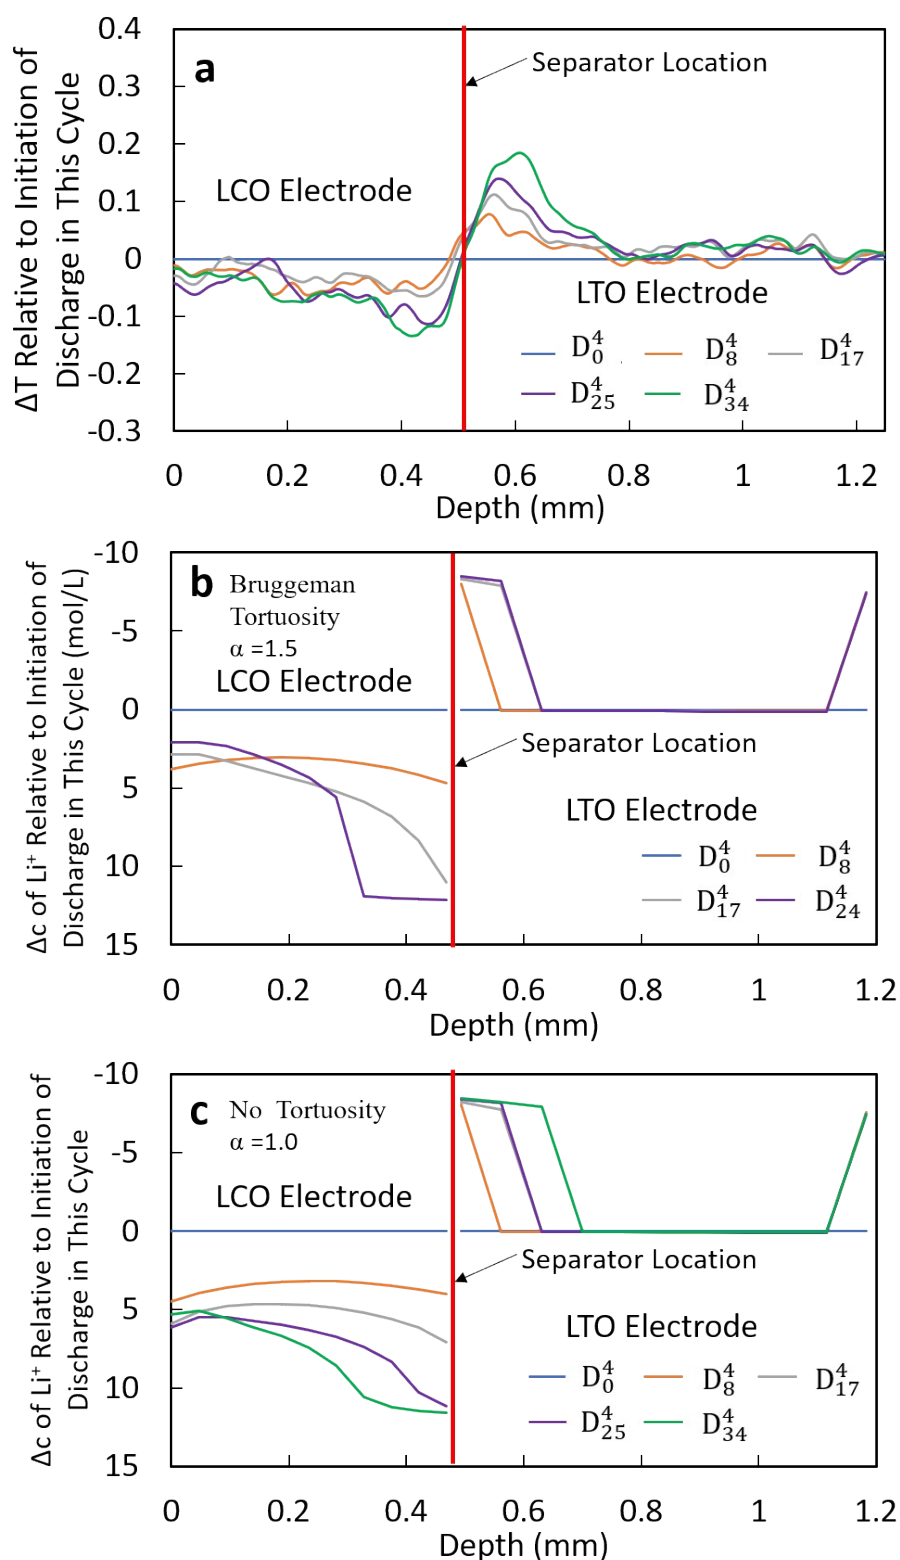 ΔT Relative to Initiation of
Discharge in This Cycle
0.4
0.3
0.2
0.1
0
-0.1
-0.2
-0.3
a
Separator Location
LCO Electrode
LTO Electrode
D₀⁴ D₈⁴ D₁₇⁴
D₂₅⁴ D₃₄⁴
0 0.2 0.4 0.6 0.8 1 1.2
Depth (mm)
Δc of Li⁺ Relative to Initiation of
Discharge in This Cycle (mol/L)
-10
-5
0
5
10
15
b Bruggeman
Tortuosity
α =1.5
LCO Electrode
Separator Location
LTO Electrode
D₀⁴ D₈⁴
D₁₇⁴ D₂₄⁴
0 0.2 0.4 0.6 0.8 1 1.2
Depth (mm)
Δc of Li⁺ Relative to Initiation of
Discharge in This Cycle
-10
-5
0
5
10
15
c No Tortuosity
α =1.0
LCO Electrode
Separator Location
LTO Electrode
D₀⁴ D₈⁴ D₁₇⁴
D₂₅⁴ D₃₄⁴
0 0.2 0.4 0.6 0.8 1 1.2
Depth (mm)